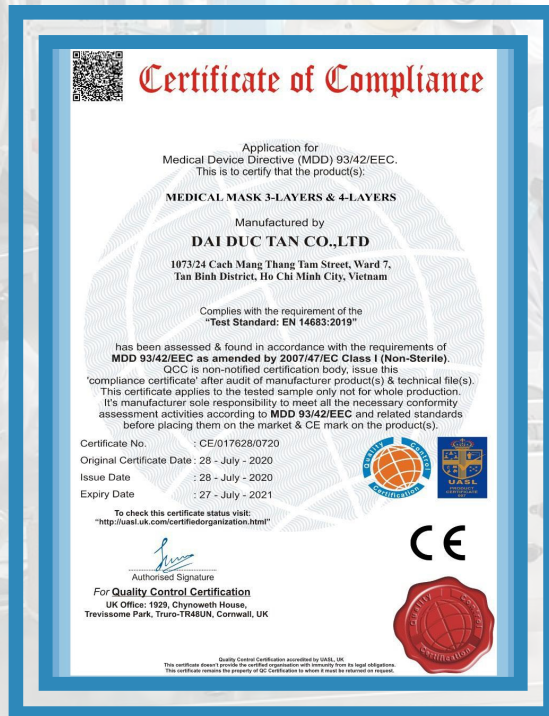 Certificate of Compliance
Application for
Medical Device Directive (MDD) 93/42/EEC.
This is to certify that the product(s):
MEDICAL MASK 3-LAYERS & 4-LAYERS
Manufactured by
DAI DUC TAN CO.,LTD
1073/24 Cach Mang Thang Tam Street, Ward 7,
Tan Binh District, Ho Chi Minh City, Vietnam
Complies with the requirement of the
“Test Standard: EN 14683:2019”
has been assessed & found in accordance with the requirements of
MDD 93/42/EEC as amended by 2007/47/EC Class I (Non-Sterile).
QCC is non-notified certification body, issue this
'compliance certificate' after audit of manufacturer product(s) & technical file(s).
This certificate applies to the tested sample only not for whole production.
It's manufacturer sole responsibility to meet all the necessary conformity
assessment activities according to MDD 93/42/EEC and related standards
before placing them on the market & CE mark on the product(s).
Certificate No. : CE/017628/0720
Original Certificate Date : 28 - July - 2020
Issue Date : 28 - July - 2020
Expiry Date : 27 - July - 2021
Quality Control
Certification
UASL
PRODUCT
CERTIFICATE
To check this certificate status visit:
“http://uasl.uk.com/certifiedorganization.html”
CE
Authorised Signature
For Quality Control Certification
UK Office: 1929, Chynoweth House,
Trevissome Park, Truro-TR48UN, Cornwall, UK
Quality Control
Certification
Quality Control Certification accredited by UASL, UK
This certificate doesn't provide the certified organisation with immunity from its legal obligations.
This certificate remains the property of QC Certification to whom it must be returned on request.